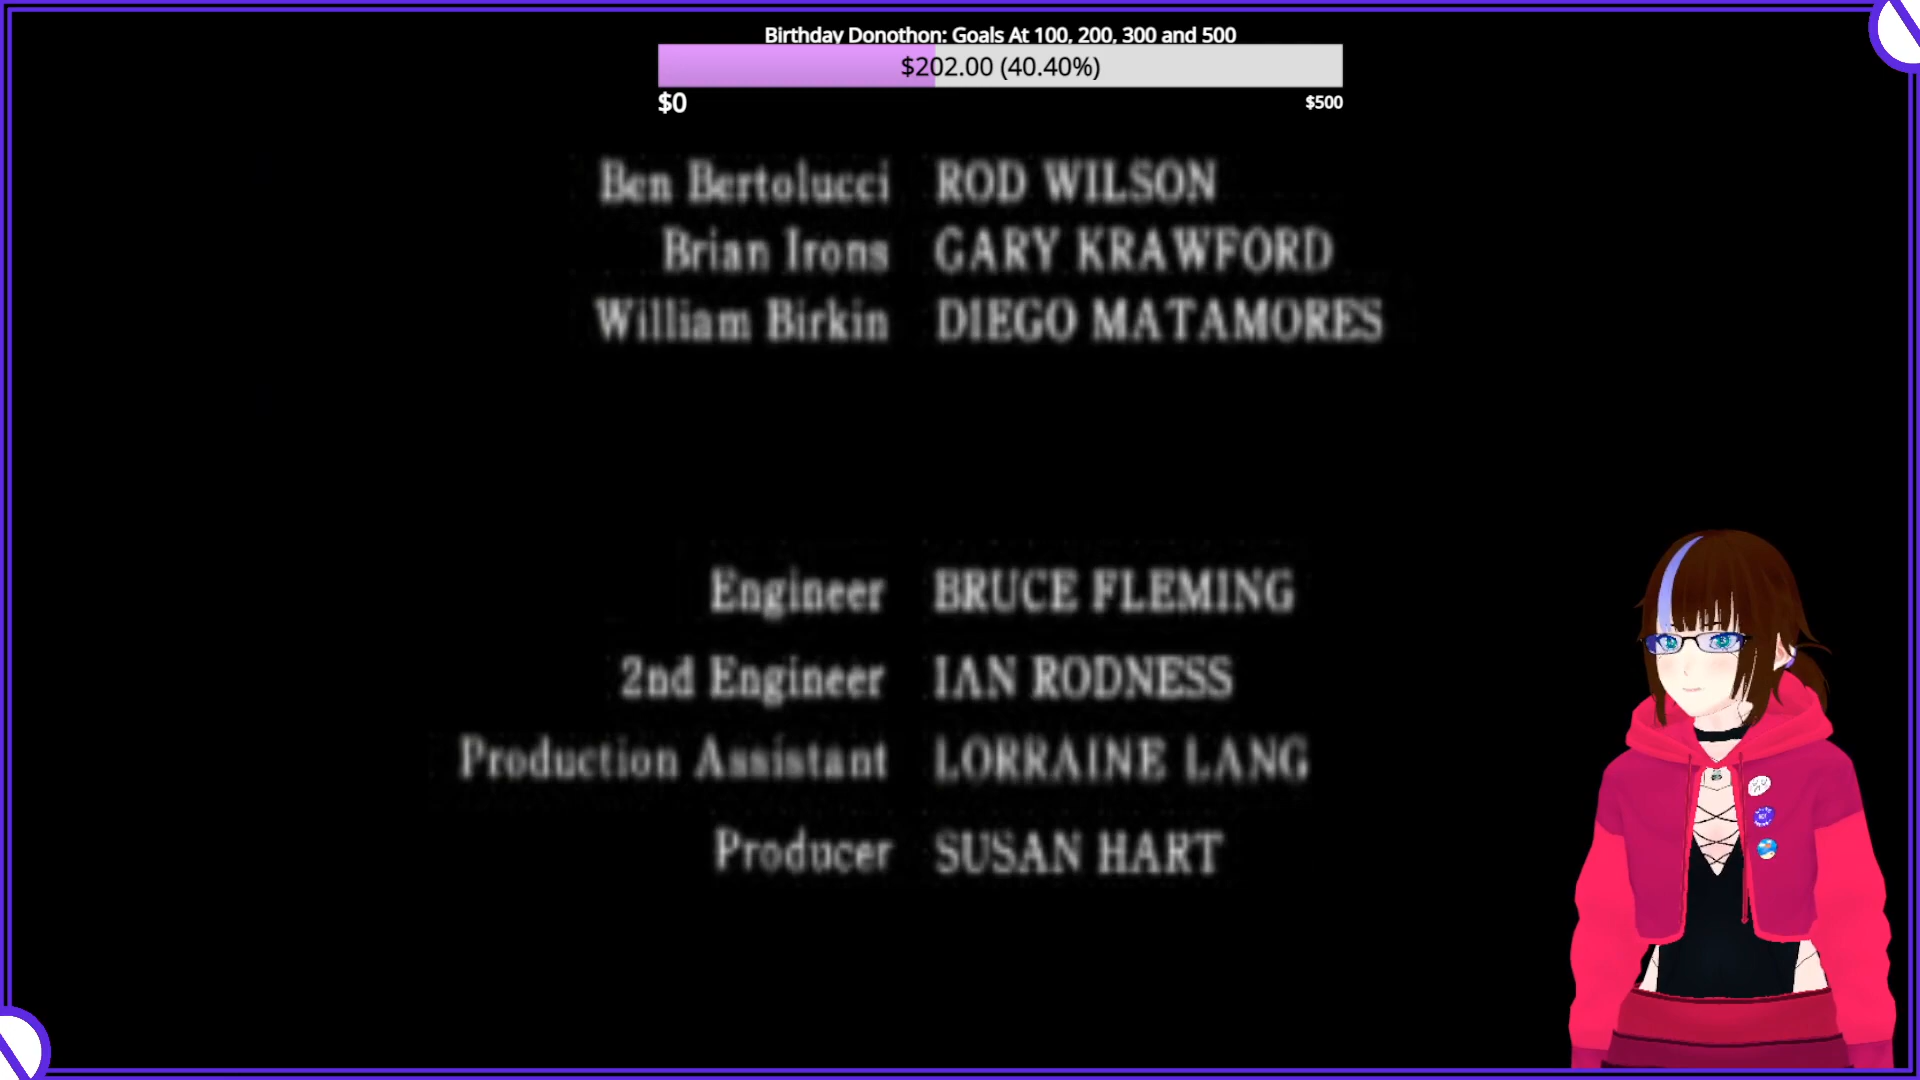 Birthday Donothon: Goals At 100, 200, 300 and 500
$202.00 (40.40%)
$0 $500
Ben Bertolucci ROD WILSON
Brian Irons GARY KRAWFORD
William Birkin DIEGO MATAMORES
Engineer BRUCE FLEMING
2nd Engineer IAN RODNESS
Production Assistant LORRAINE LANG
Producer SUSAN HART